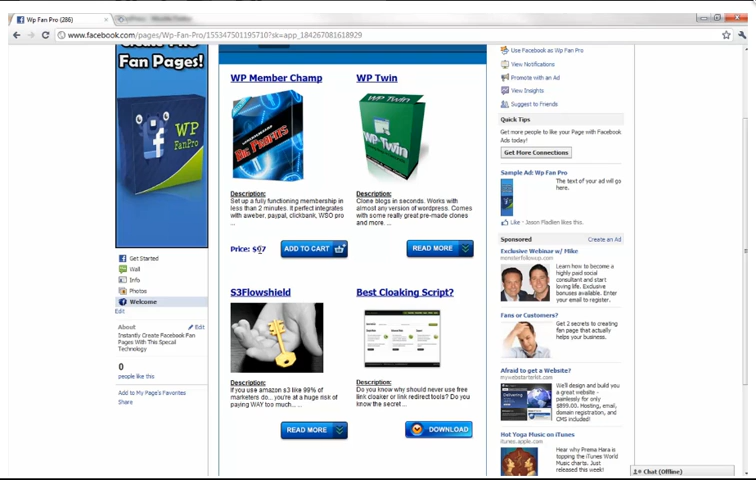 Wp Fan Pro (286)
www.facebook.com/pages/Wp-Fan-Pro/155347501195710?sk=app_184267081618929
Fan Pages!
WP
FanPro
Get Started
Wall
Info
Photos
Welcome
Edit
About
Edit
Instantly Create Facebook Fan
Pages With This Special
Technology
0
people like this
Add to My Page's Favorites
Share
WP Member Champ
BIG PROFITS
Description:
Set up a fully functioning membership in
less than 2 minutes. It perfect integrates
with aweber, paypal, clickbank, WSO pro
...
Price: $97
ADD TO CART
WP Twin
WP Twin
Description:
Clone blogs in seconds. Works with
almost any version of wordpress. Comes
with some really great pre-made clones
and more. ...
READ MORE
S3Flowshield
Description:
If you use amazon s3 like 99% of
marketers do... you're at a huge risk of
paying WAY too much... ...
READ MORE
Best Cloaking Script?
Description:
Do you know why should never use free
link cloaker or link redirect tools? Do you
know the secret ...
DOWNLOAD
Use Facebook as Wp Fan Pro
View Notifications
Promote with an Ad
View Insights
Suggest to Friends
Quick Tips
Get more people to like your Page with Facebook
Ads today!
Get More Connections
Sample Ad: Wp Fan Pro
The text of your ad will go
here.
Like · Jason Fladlien likes this.
Sponsored
Create an Ad
Exclusive Webinar w/ Mike
monsterfollowup.com
Learn how to become a
highly paid social
consultant and start
loving life. Exclusive
bonuses available. Enter
your email to register.
Fans or Customers?
Get 2 secrets to creating
fan page that actually
helps your business.
Afraid to get a Website?
mywebstarterlist.com
We'll design and build you
a great website -
palmlessly for only
$899.00. Hosting, email,
domain registration, and
CMS included!
Hot Yoga Music on iTunes
itunes.apple.com
Hear why Prema Hara is
topping the iTunes World
Music charts. Just
released this week!
Chat (Offline)